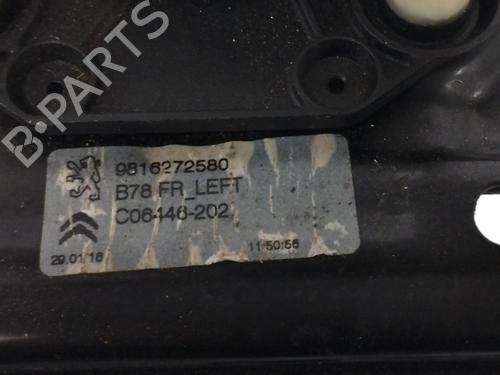 B-PARTS
9816272580
B78 FR_LEFT
C06446-202
29.01.18
11:50:56